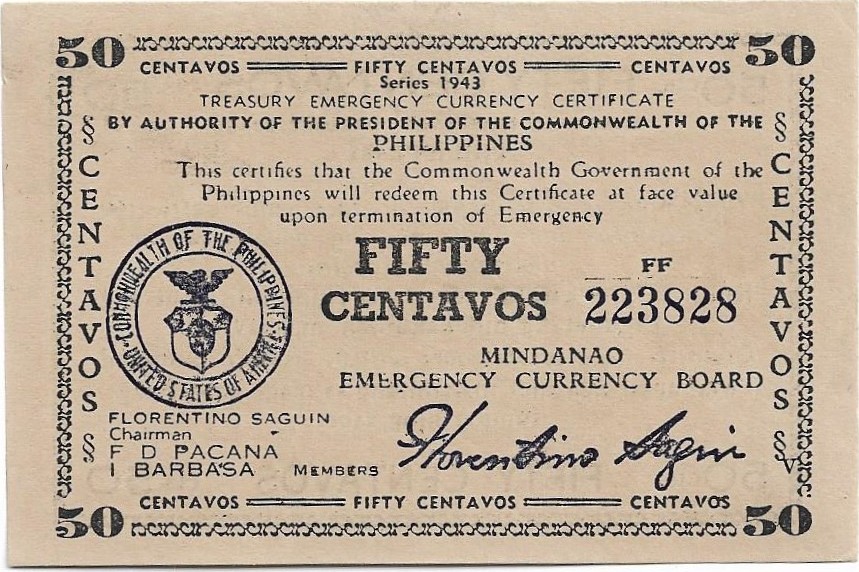 50 50
CENTAVOS FIFTY CENTAVOS CENTAVOS
Series 1943
TREASURY EMERGENCY CURRENCY CERTIFICATE
BY AUTHORITY OF THE PRESIDENT OF THE COMMONWEALTH OF THE
PHILIPPINES
This certifies that the Commonwealth Government of the
Philippines will redeem this Certificate at face value
upon termination of Emergency
§ CENTAVOS §
§ CENTAVOS §
COMMONWEALTH OF THE PHILIPPINES
UNITED STATES OF AMERICA
FIFTY
CENTAVOS
FF
223828
MINDANAO
EMERGENCY CURRENCY BOARD
FLORENTINO SAGUIN
Chairman
F D PACANA
I BARBASA MEMBERS
Florentino Saguin
V
CENTAVOS FIFTY CENTAVOS CENTAVOS
50 50